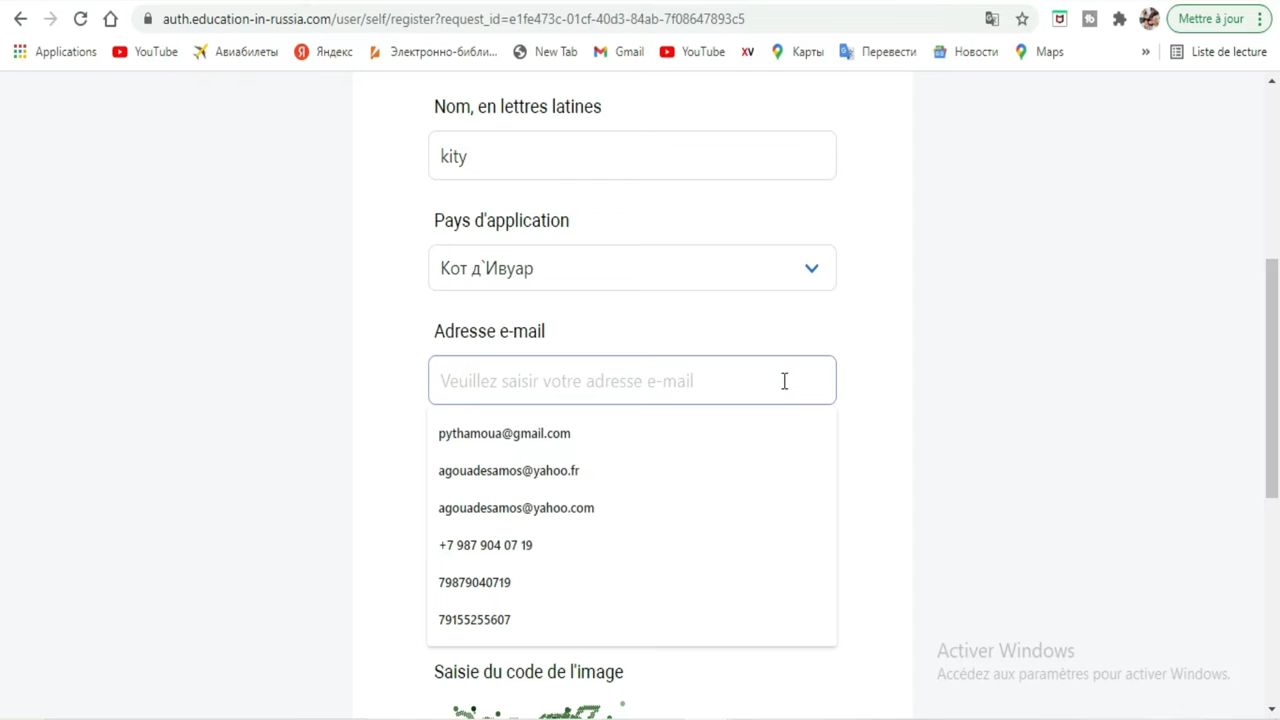 auth.education-in-russia.com/user/self/register?request_id=e1fe473c-01cf-40d3-84ab-7f08647893c5
Mettre à jour
Applications YouTube Авиабилеты Яндекс Электронно-библи... New Tab Gmail YouTube XV Карты Перевести Новости Maps » Liste de lecture
Nom, en lettres latines
kity
Pays d'application
Кот д`Ивуар
Adresse e-mail
Veuillez saisir votre adresse e-mail
pythamoua@gmail.com
agouadesamos@yahoo.fr
agouadesamos@yahoo.com
+7 987 904 07 19
79879040719
79155255607
Saisie du code de l'image
Activer Windows
Accédez aux paramètres pour activer Windows.